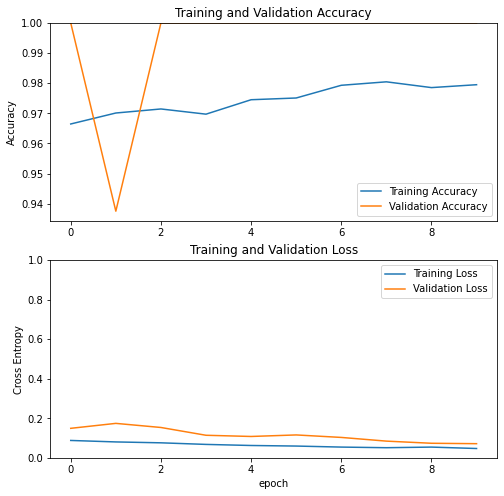 Training and Validation Accuracy
1.00
0.99
0.98
0.97
0.96
0.95
0.94
Accuracy
Training Accuracy
Validation Accuracy
0 2 4 6 8
Training and Validation Loss
1.0
0.8
0.6
0.4
0.2
0.0
Cross Entropy
Training Loss
Validation Loss
0 2 4 6 8
epoch